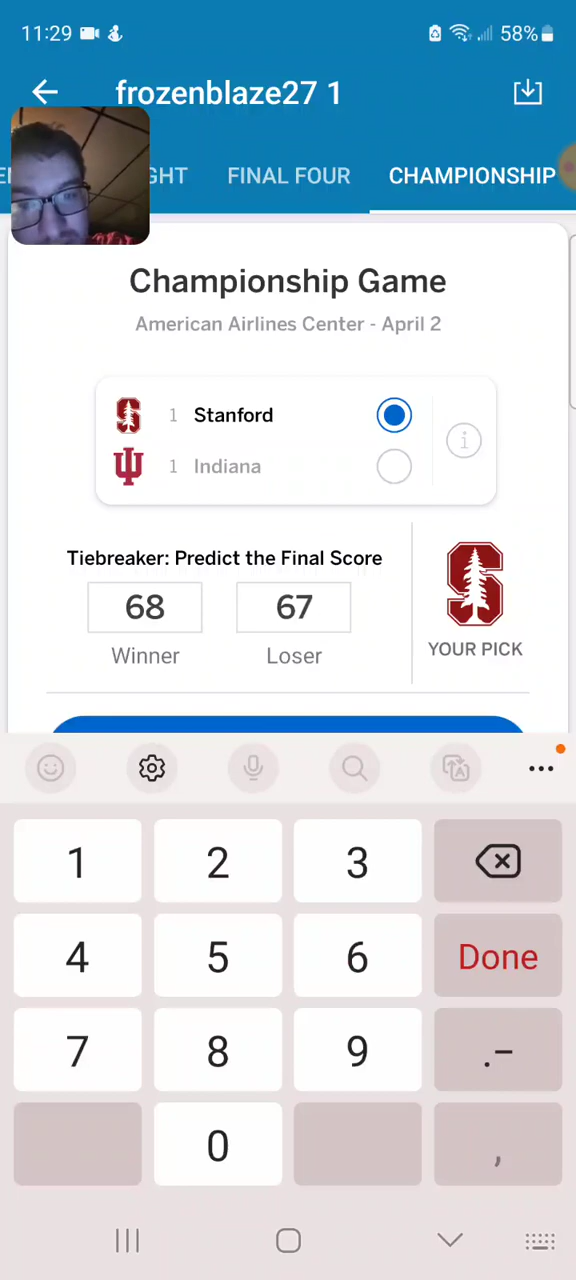 11:29 58%
frozenblaze27 1
GHT FINAL FOUR CHAMPIONSHIP
Championship Game
American Airlines Center - April 2
1 Stanford
1 Indiana
Tiebreaker: Predict the Final Score
68 67
Winner Loser
YOUR PICK
1 2 3
4 5 6 Done
7 8 9 .-
0 ,